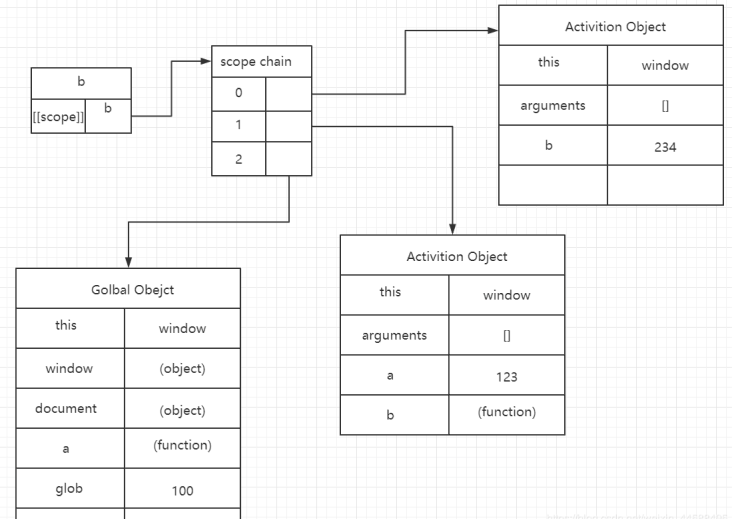 Activition Object
this window
arguments []
b 234
scope chain
0
1
2
b
[[scope]] b
Activition Object
this window
arguments []
a 123
b (function)
Golbal Obejct
this window
window (object)
document (object)
a (function)
glob 100